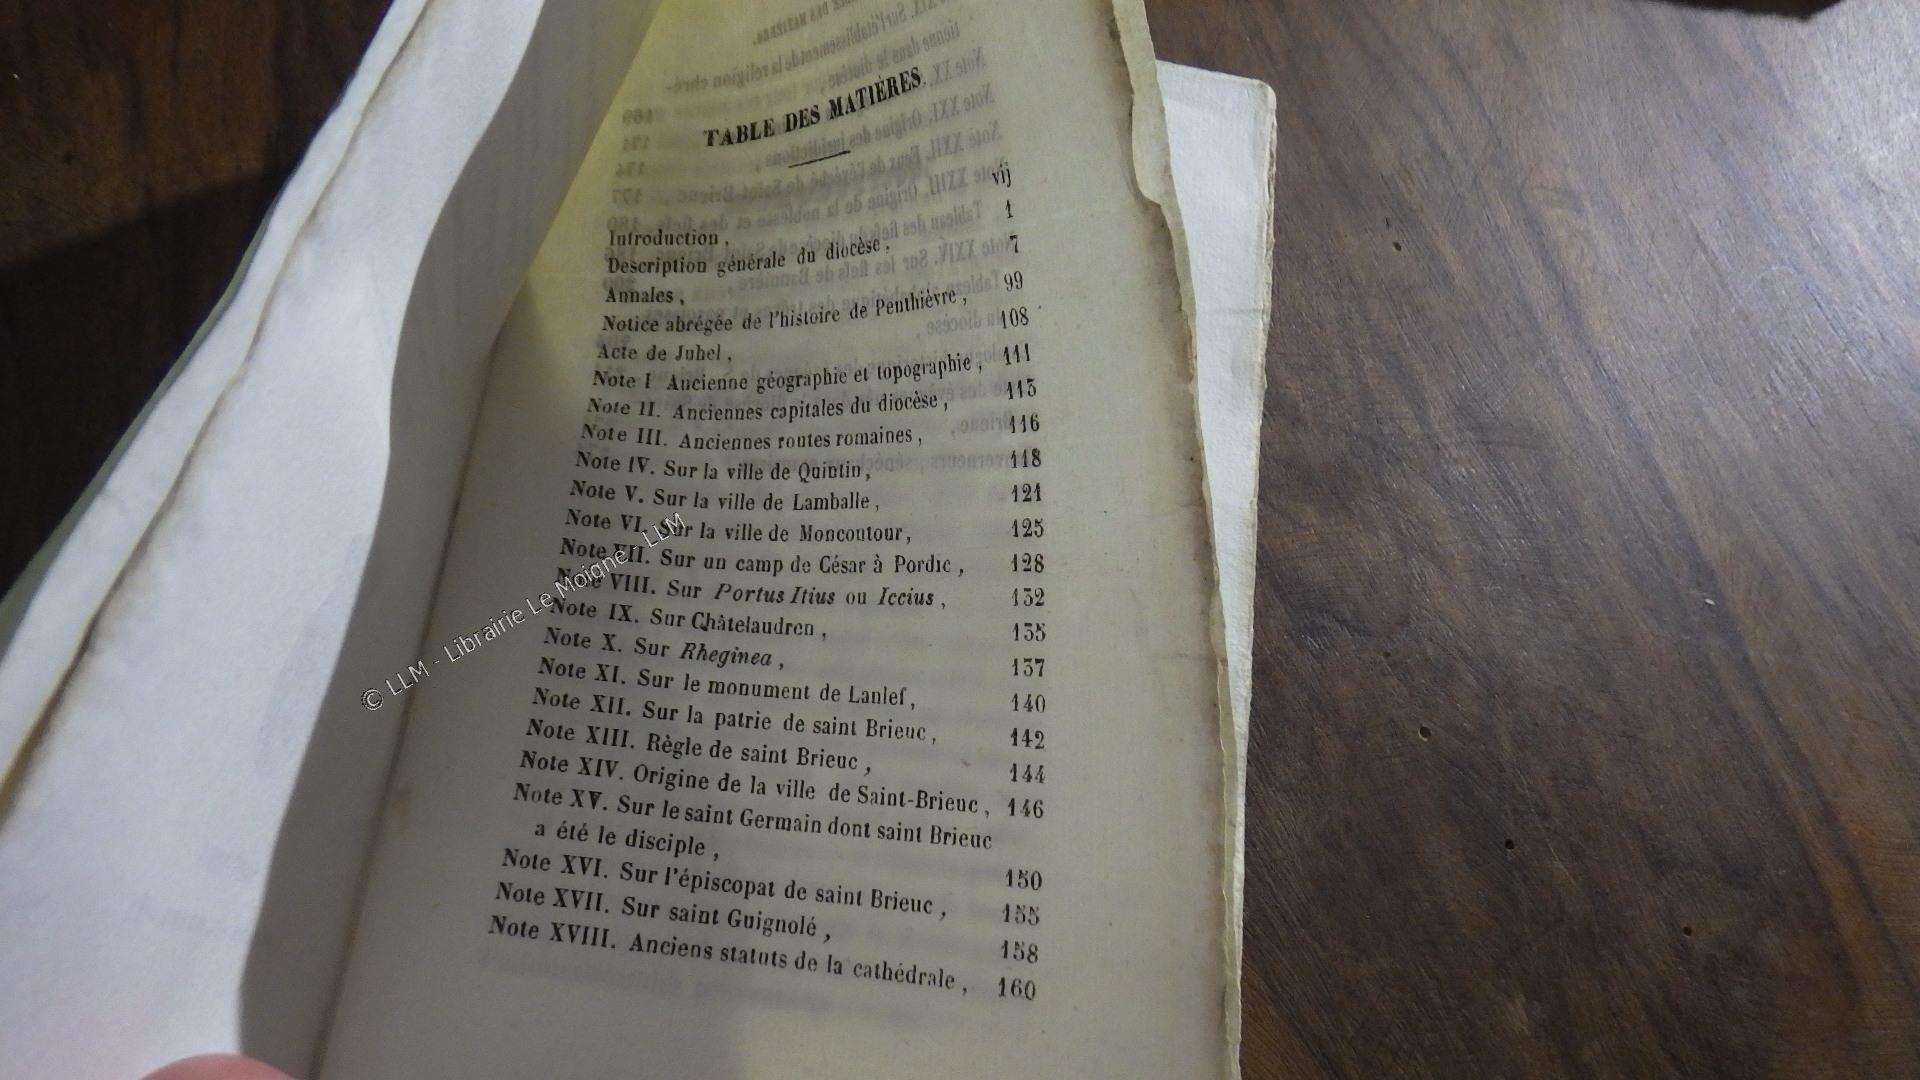 TABLE DES MATIÈRES.
Introduction, vij
Description générale du diocèse, 1
Annales, 7
Notice abrégée de l'histoire de Penthièvre, 99
Acte de Juhel, 108
Note I Ancienne géographie et topographie, 111
Note II. Anciennes capitales du diocèse, 113
Note III. Anciennes routes romaines, 116
Note IV. Sur la ville de Quintin, 118
Note V. Sur la ville de Lamballe, 121
Note VI. Sur la ville de Moncontour, 125
Note VII. Sur un camp de César à Pordic, 128
Note VIII. Sur Portus Itius ou Iccius, 132
Note IX. Sur Châtelaudren, 135
Note X. Sur Rheginea, 137
Note XI. Sur le monument de Lanlef, 140
Note XII. Sur la patrie de saint Brieuc, 142
Note XIII. Règle de saint Brieuc, 144
Note XIV. Origine de la ville de Saint-Brieuc, 146
Note XV. Sur le saint Germain dont saint Brieuc
a été le disciple, 150
Note XVI. Sur l'épiscopat de saint Brieuc, 155
Note XVII. Sur saint Guignolé, 158
Note XVIII. Anciens statuts de la cathédrale, 160
© LLM - Librairie Le Moigne - LLM